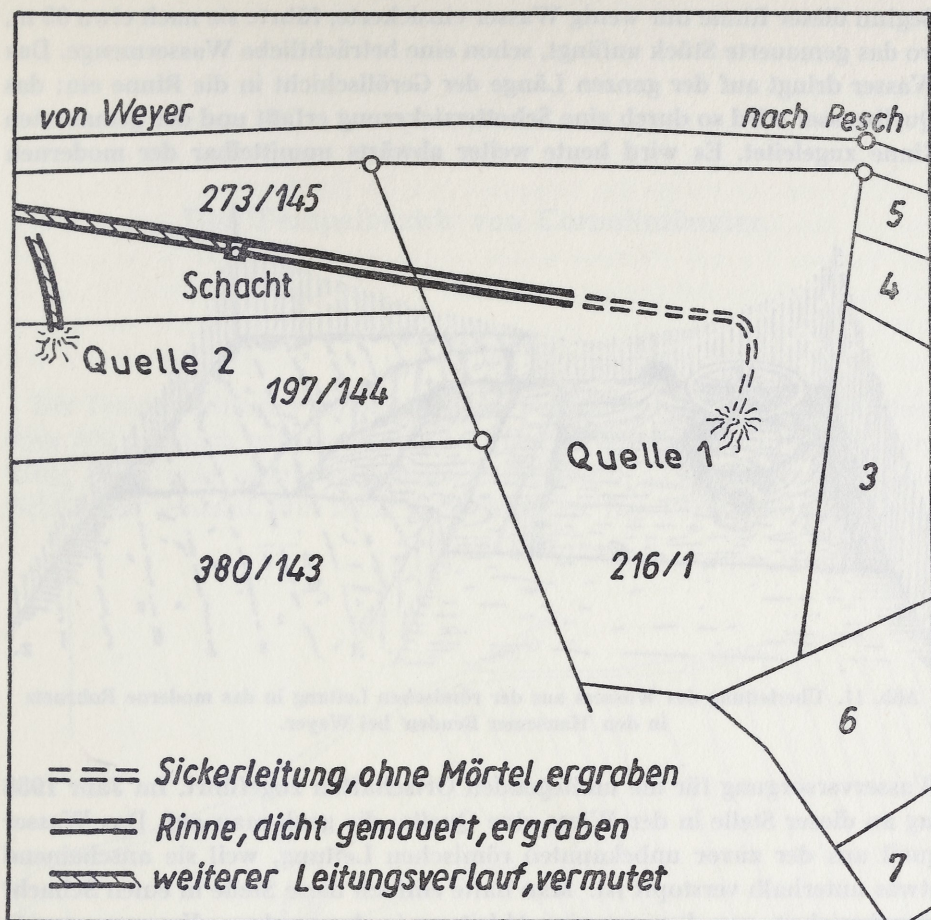 von Weyer
nach Pesch
273/145
5
4
Schacht
Quelle 2
197/144
Quelle 1
3
380/143
216/1
6
Sickerleitung, ohne Mörtel, ergraben
Rinne, dicht gemauert, ergraben
weiterer Leitungsverlauf vermutet
7